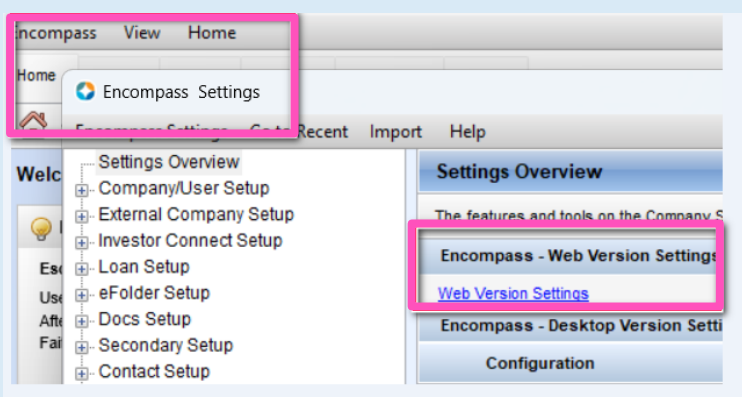 Encompass View Home
Home
Encompass Settings
Encompass Settings Go to Recent Import Help
Welc
Settings Overview
Company/User Setup
External Company Setup
Investor Connect Setup
Loan Setup
eFolder Setup
Docs Setup
Secondary Setup
Contact Setup
Esc
Use
Afte
Fai
Settings Overview
The features and tools on the Company S
Encompass - Web Version Settings
Web Version Settings
Encompass - Desktop Version Setti
Configuration